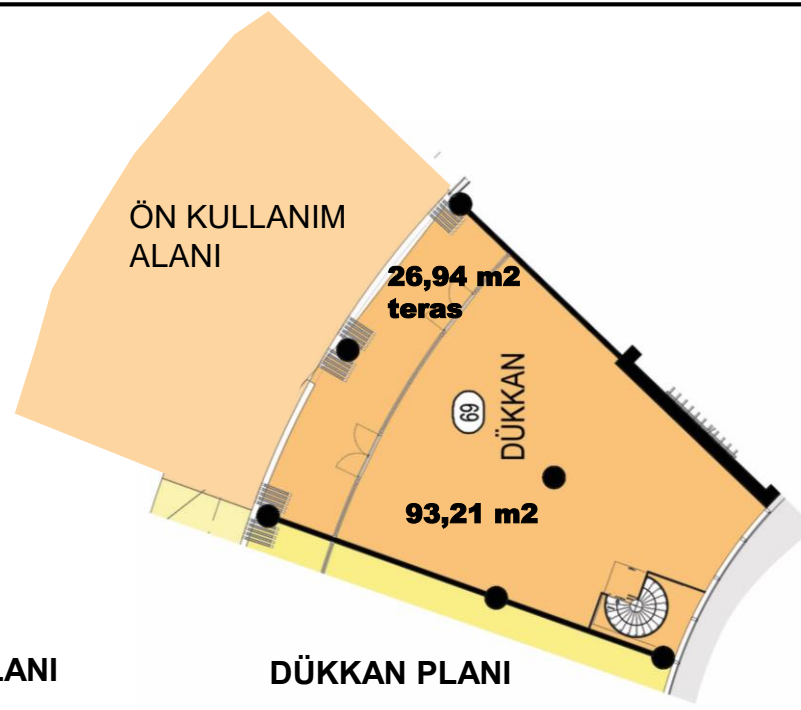 ÖN KULLANIM
ALANI
26,94 m2
teras
69
DÜKKAN
93,21 m2
LANI
DÜKKAN PLANI